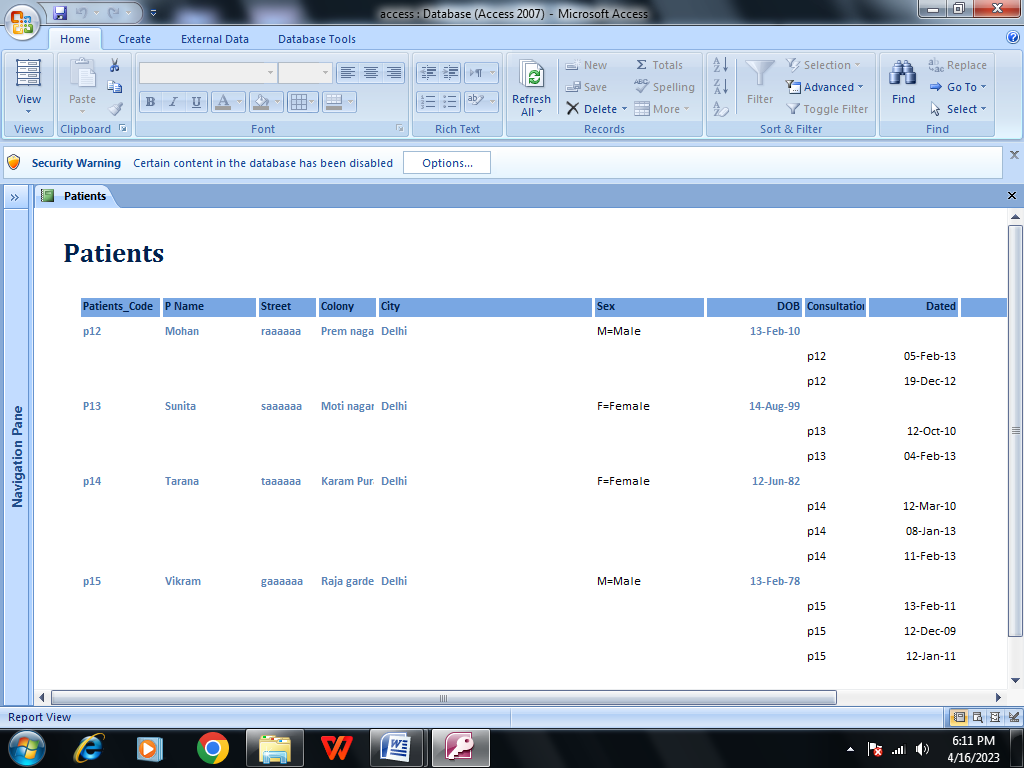 access : Database (Access 2007) - Microsoft Access
Home Create External Data Database Tools
View Paste Refresh All New Save Delete Totals Spelling More Filter Selection Advanced Toggle Filter Find Replace Go To Select
Views Clipboard Font Rich Text Records Sort & Filter Find
Security Warning Certain content in the database has been disabled Options...
Patients
Navigation Pane
Patients
Patients_Code P Name Street Colony City Sex DOB Consultation Dated
p12 Mohan raaaaaa Prem naga Delhi M=Male 13-Feb-10
p12 05-Feb-13
p12 19-Dec-12
P13 Sunita saaaaaa Moti nagar Delhi F=Female 14-Aug-99
p13 12-Oct-10
p13 04-Feb-13
p14 Tarana taaaaaa Karam Pur Delhi F=Female 12-Jun-82
p14 12-Mar-10
p14 08-Jan-13
p14 11-Feb-13
p15 Vikram gaaaaaa Raja garde Delhi M=Male 13-Feb-78
p15 13-Feb-11
p15 12-Dec-09
p15 12-Jan-11
Report View
6:11 PM
4/16/2023